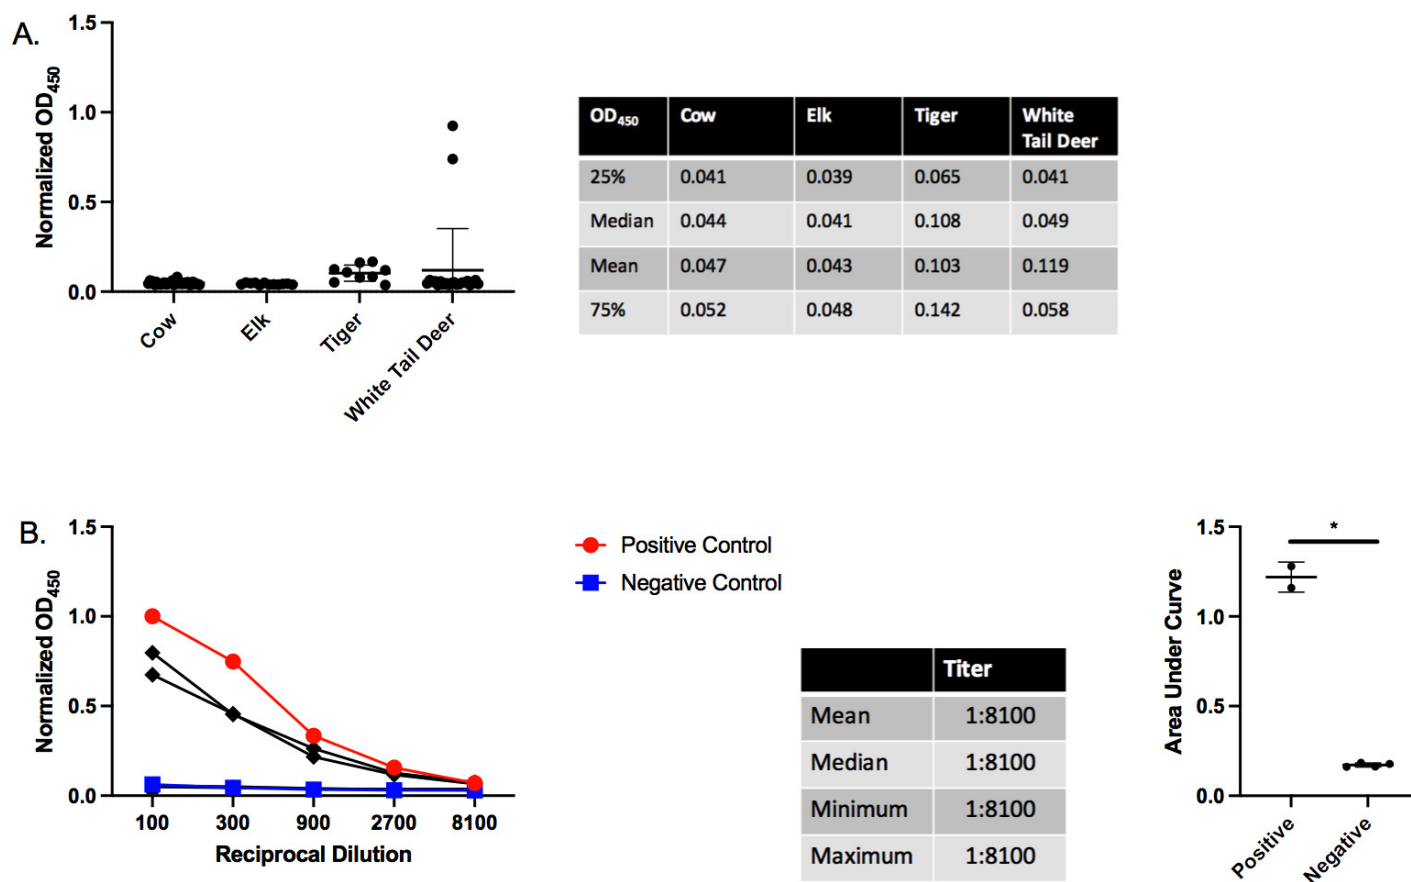 A.
Normalized OD450
1.5
1.0
0.5
0.0
Cow
Elk
Tiger
White Tail Deer
OD450 Cow Elk Tiger White Tail Deer
25% 0.041 0.039 0.065 0.041
Median 0.044 0.041 0.108 0.049
Mean 0.047 0.043 0.103 0.119
75% 0.052 0.048 0.142 0.058
B.
Normalized OD450
1.5
1.0
0.5
0.0
100 300 900 2700 8100
Reciprocal Dilution
Positive Control
Negative Control
Titer
Mean 1:8100
Median 1:8100
Minimum 1:8100
Maximum 1:8100
Area Under Curve
1.5
1.0
0.5
0.0
*
Positive
Negative